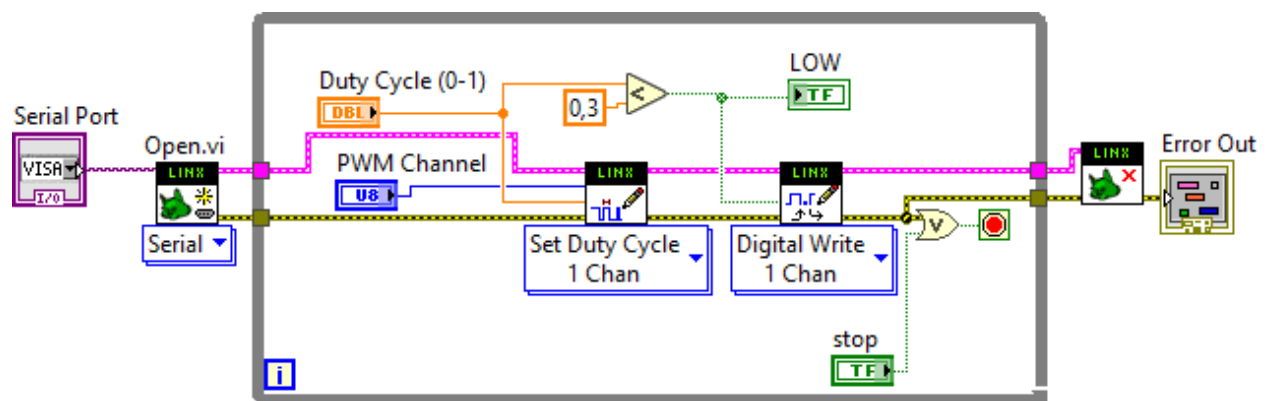 LOW
Duty Cycle (0-1)
DBL
0,3
TF
Serial Port
Open.vi
LINX
VISA
I/O
Serial
PWM Channel
U8
LINX
Set Duty Cycle
1 Chan
LINX
Digital Write
1 Chan
V
LINX
Error Out
stop
TF
i